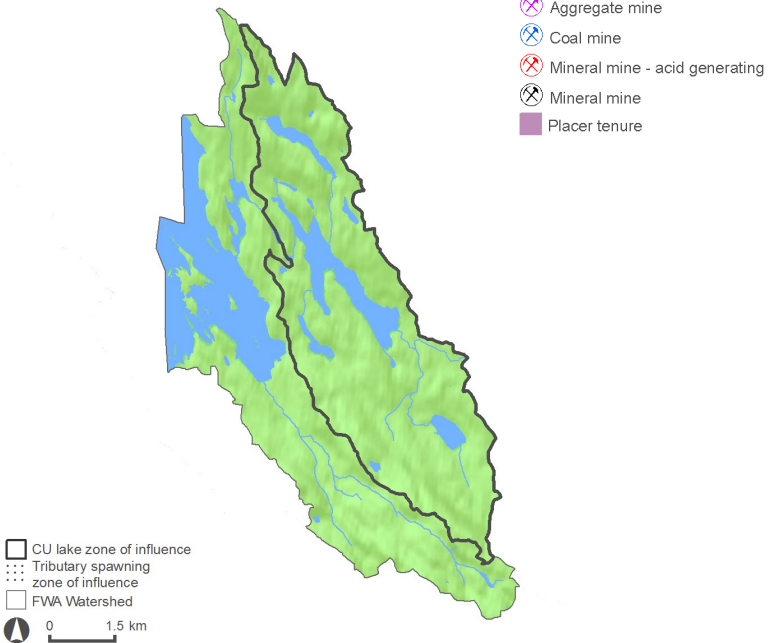 Aggregate mine
Coal mine
Mineral mine - acid generating
Mineral mine
Placer tenure
CU lake zone of influence
Tributary spawning
zone of influence
FWA Watershed
0 1.5 km